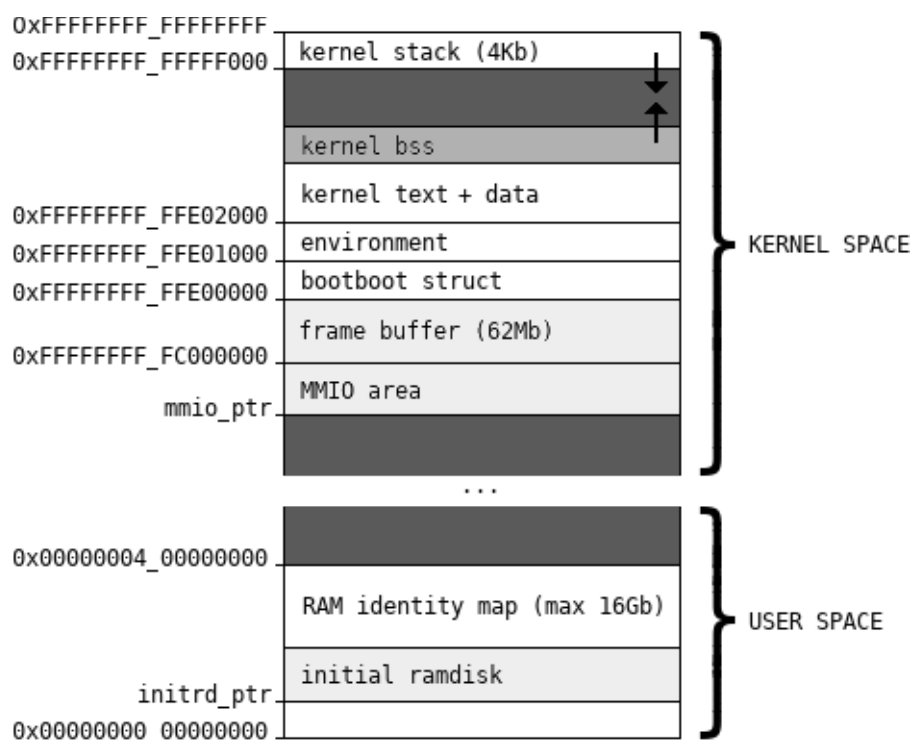 0xFFFFFFFF_FFFFFFFF
kernel stack (4Kb)
0xFFFFFFFF_FFFFF000
kernel bss
kernel text + data
0xFFFFFFFF_FFE02000
environment
KERNEL SPACE
0xFFFFFFFF_FFE01000
bootboot struct
0xFFFFFFFF_FFE00000
frame buffer (62Mb)
0xFFFFFFFF_FC000000
MMIO area
mmio_ptr
...
0x00000004_00000000
RAM identity map (max 16Gb)
USER SPACE
initial ramdisk
initrd_ptr
0x00000000_00000000